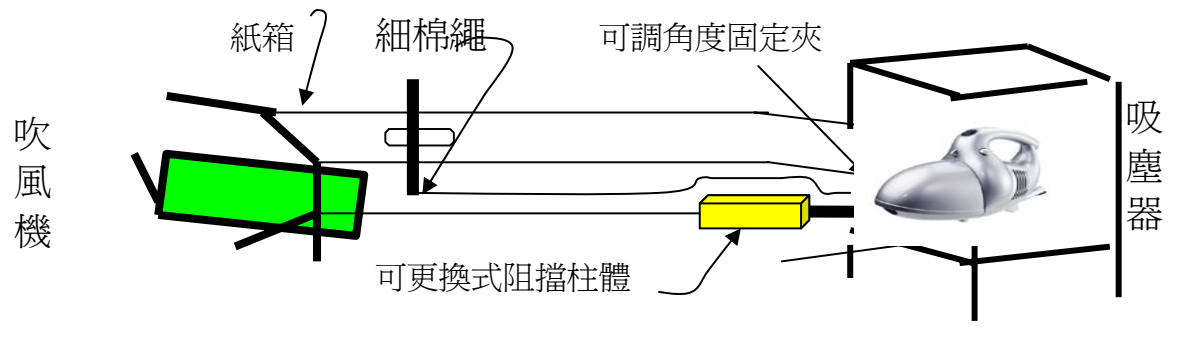 紙箱
細棉繩
可調角度固定夾
吹風機
吸塵器
可更換式阻擋柱體